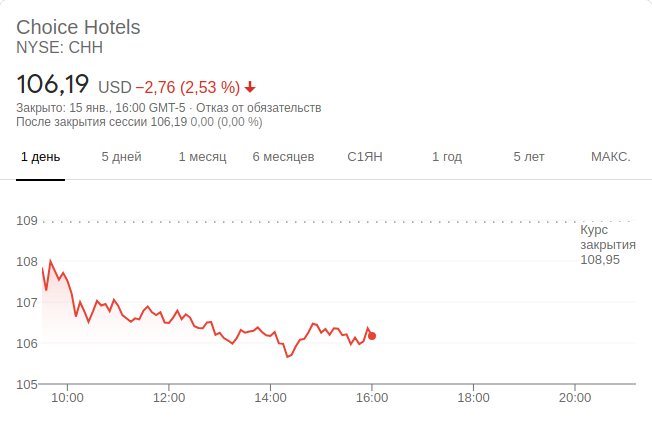 Choice Hotels
NYSE: CHH
106,19 USD −2,76 (2,53 %)
Закрыто: 15 янв., 16:00 GMT-5 · Отказ от обязательств
После закрытия сессии 106,19 0,00 (0,00 %)
1 день 5 дней 1 месяц 6 месяцев С1ЯН 1 год 5 лет МАКС.
109
Курс
закрытия
108,95
108
107
106
105
10:00 12:00 14:00 16:00 18:00 20:00